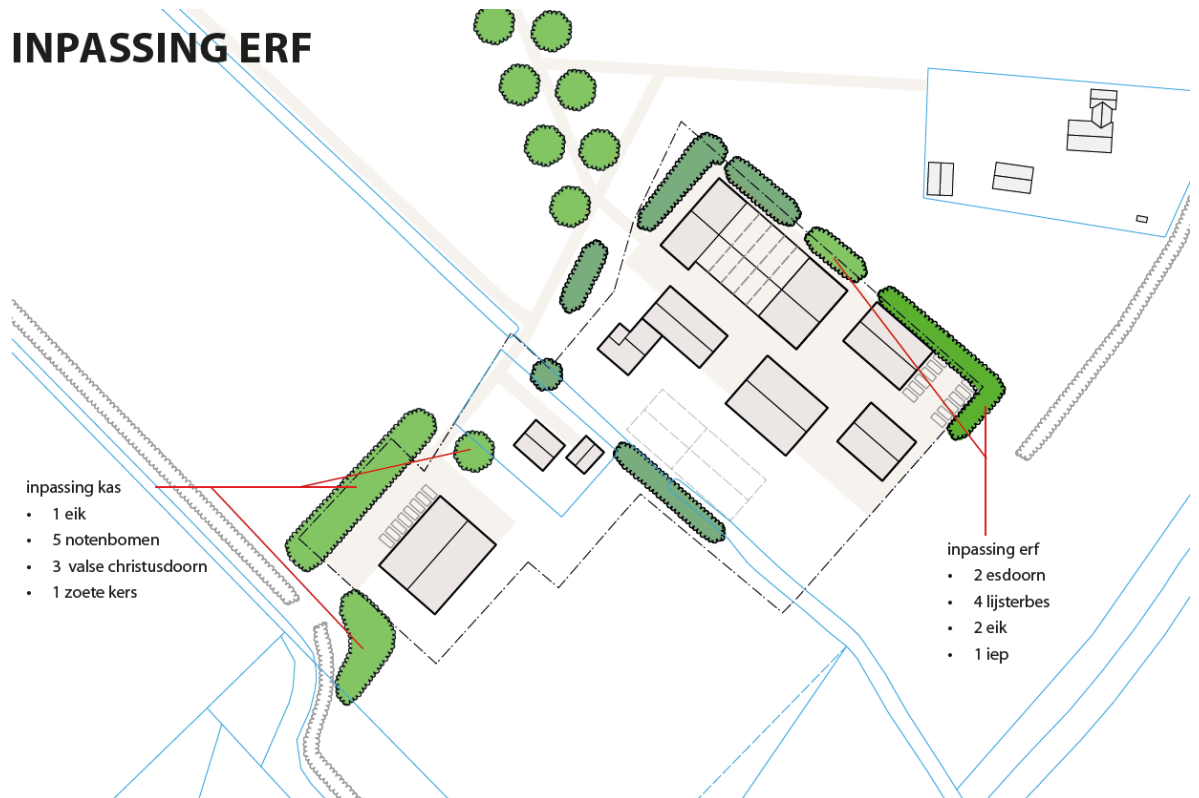 INPASSING ERF
inpassing kas
• 1 eik
• 5 notenbomen
• 3 valse christusdoorn
• 1 zoete kers
inpassing erf
• 2 esdoorn
• 4 lijsterbes
• 2 eik
• 1 iep